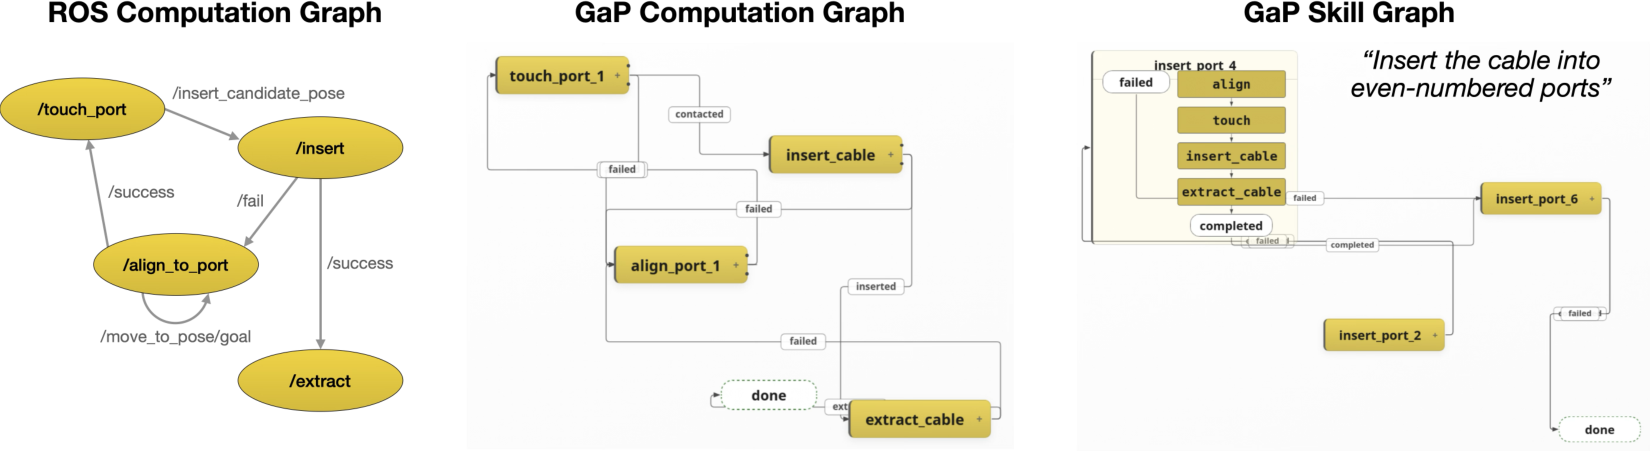 ROS Computation Graph
/touch_port
/insert_candidate_pose
/insert
/success
/fail
/align_to_port
/success
/move_to_pose/goal
/extract
GaP Computation Graph
touch_port_1 +
contacted
insert_cable +
failed
failed
align_port_1 +
inserted
failed
done
ext
extract_cable +
GaP Skill Graph
“Insert the cable into
even-numbered ports”
insert_port_4
failed
align
touch
insert_cable
extract_cable
failed
insert_port_6 +
completed
failed
completed
failed
insert_port_2 +
done